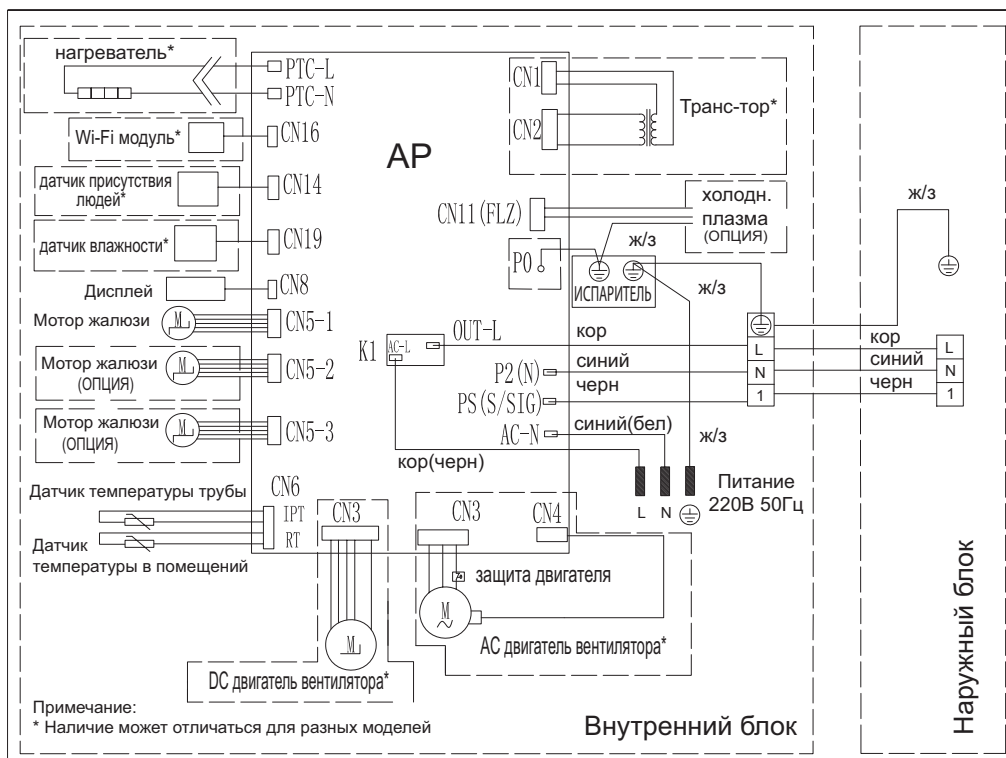 нагреватель*
PTC-L
PTC-N
Wi-Fi модуль*
CN16
датчик присутствия
людей*
CN14
датчик влажности*
CN19
Дисплей
CN8
Мотор жалюзи
M
CN5-1
Мотор жалюзи
(ОПЦИЯ)
M
CN5-2
Мотор жалюзи
(ОПЦИЯ)
M
CN5-3
Датчик температуры трубы
CN6
IPT
RT
Датчик
температуры в помещений
AP
CN1
CN2
Транс-тор*
CN11(FLZ)
холодн.
плазма
(ОПЦИЯ)
P0
ж/з
ИСПАРИТЕЛЬ
ж/з
ж/з
K1
AC-L
OUT-L
кор
P2(N)
синий
PS(S/SIG)
черн
AC-N
синий(бел)
кор(черн)
ж/з
L
N
1
кор
синий
черн
L
N
1
L N
Питание
220В 50Гц
CN3
M
DC двигатель вентилятора*
CN3
CN4
защита двигателя
M
AC двигатель вентилятора*
Примечание:
* Наличие может отличаться для разных моделей
Внутренний блок
Наружный блок